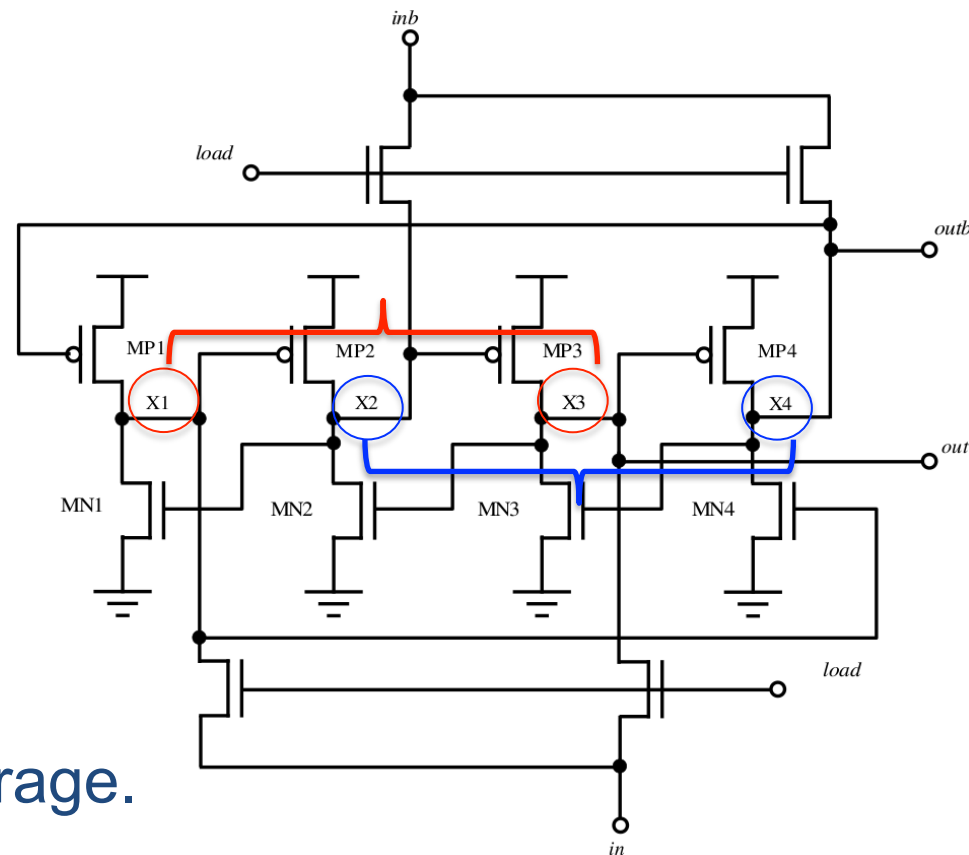 inb
load
outb
MP1
MP2
MP3
MP4
X1
X2
X3
X4
out
MN1
MN2
MN3
MN4
load
rage.
in